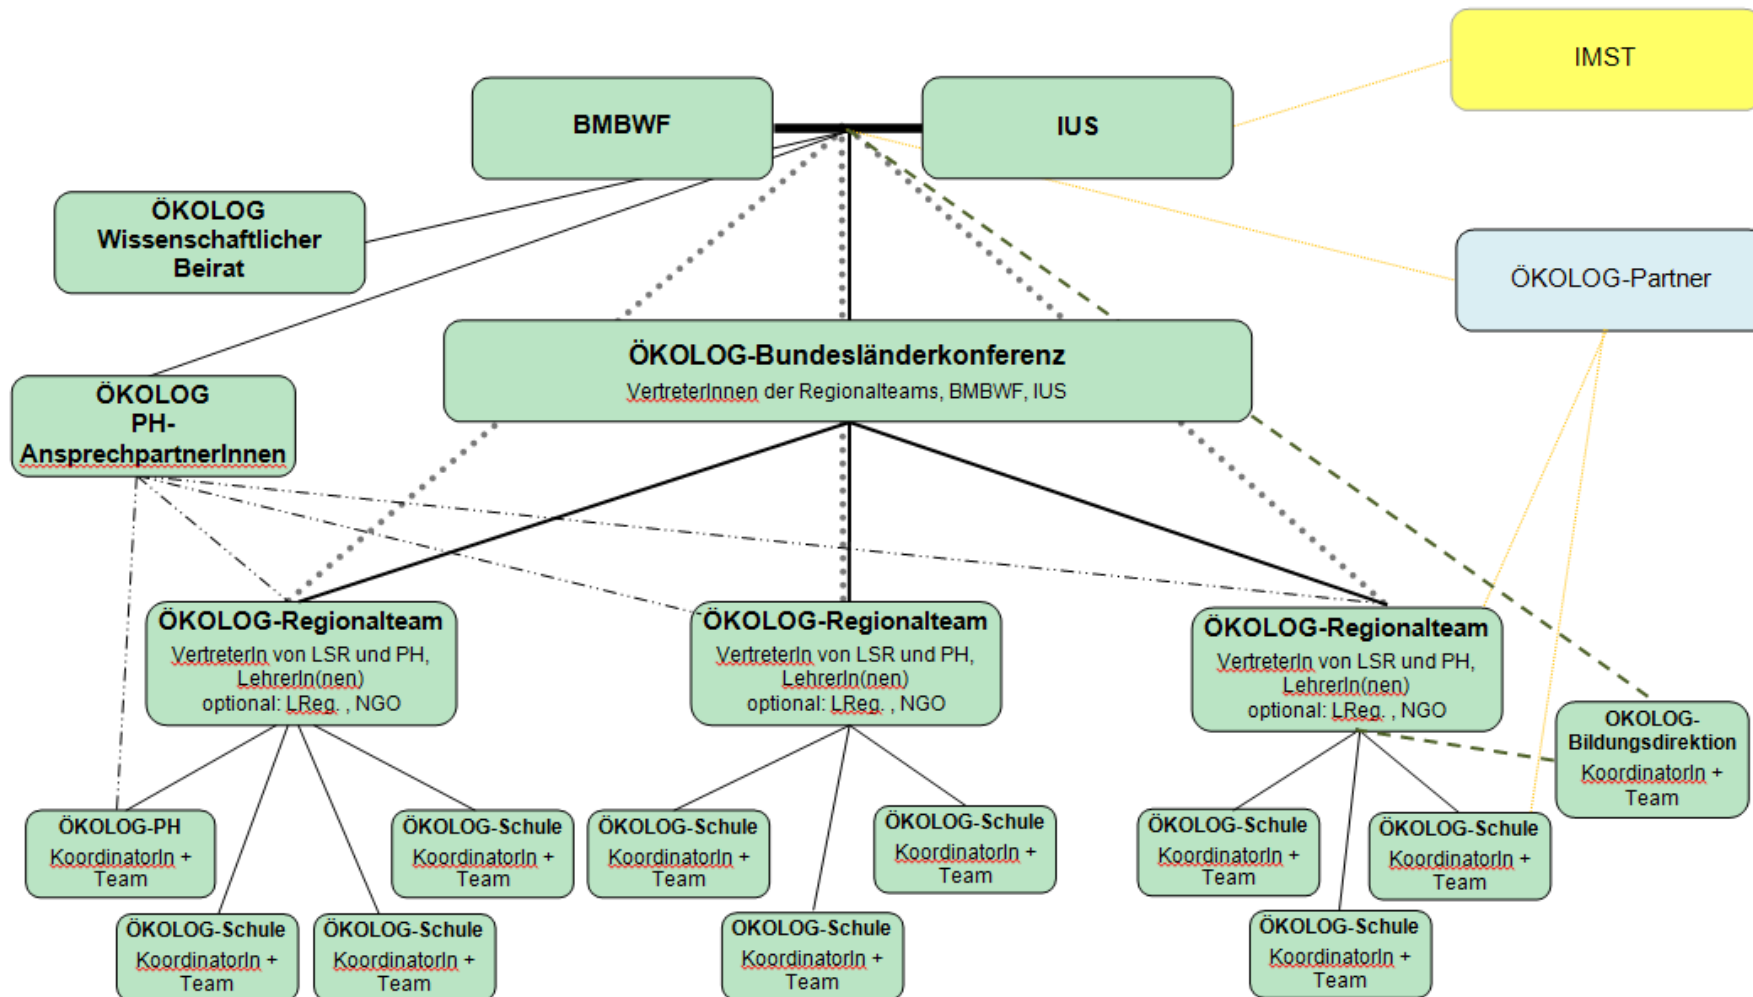 IMST
BMBWF
IUS
ÖKOLOG
Wissenschaftlicher
Beirat
ÖKOLOG-Partner
ÖKOLOG-Bundesländerkonferenz
VertreterInnen der Regionalteams, BMBWF, IUS
ÖKOLOG
PH-
AnsprechpartnerInnen
ÖKOLOG-Regionalteam
VertreterIn von LSR und PH,
LehrerIn(nen)
optional: LReg. , NGO
ÖKOLOG-Regionalteam
VertreterIn von LSR und PH,
LehrerIn(nen)
optional: LReg. , NGO
ÖKOLOG-Regionalteam
VertreterIn von LSR und PH,
LehrerIn(nen)
optional: LReg. , NGO
OKOLOG-
Bildungsdirektion
KoordinatorIn +
Team
ÖKOLOG-PH
KoordinatorIn +
Team
ÖKOLOG-Schule
KoordinatorIn +
Team
ÖKOLOG-Schule
KoordinatorIn +
Team
ÖKOLOG-Schule
KoordinatorIn +
Team
ÖKOLOG-Schule
KoordinatorIn +
Team
ÖKOLOG-Schule
KoordinatorIn +
Team
ÖKOLOG-Schule
KoordinatorIn +
Team
ÖKOLOG-Schule
KoordinatorIn +
Team
OKOLOG-Schule
KoordinatorIn +
Team
ÖKOLOG-Schule
KoordinatorIn +
Team